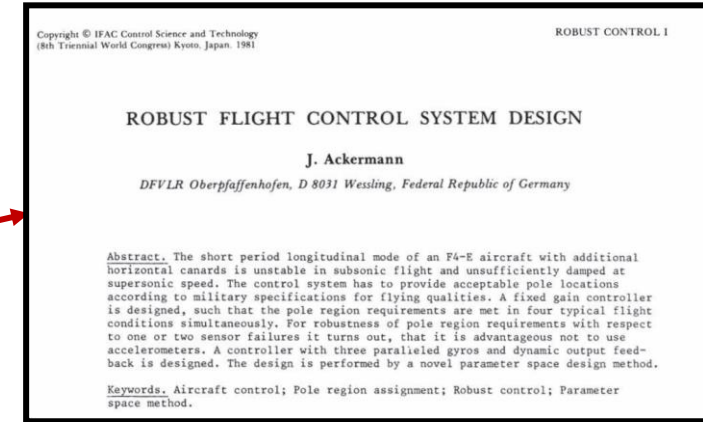 Copyright © IFAC Control Science and Technology
(8th Triennial World Congress) Kyoto, Japan. 1981
ROBUST CONTROL I
ROBUST FLIGHT CONTROL SYSTEM DESIGN
J. Ackermann
DFVLR Oberpfaffenhofen, D 8031 Wessling, Federal Republic of Germany
Abstract. The short period longitudinal mode of an F4-E aircraft with additional
horizontal canards is unstable in subsonic flight and unsufficiently damped at
supersonic speed. The control system has to provide acceptable pole locations
according to military specifications for flying qualities. A fixed gain controller
is designed, such that the pole region requirements are met in four typical flight
conditions simultaneously. For robustness of pole region requirements with respect
to one or two sensor failures it turns out, that it is advantageous not to use
accelerometers. A controller with three paralleled gyros and dynamic output feed-
back is designed. The design is performed by a novel parameter space design method.
Keywords. Aircraft control; Pole region assignment; Robust control; Parameter
space method.